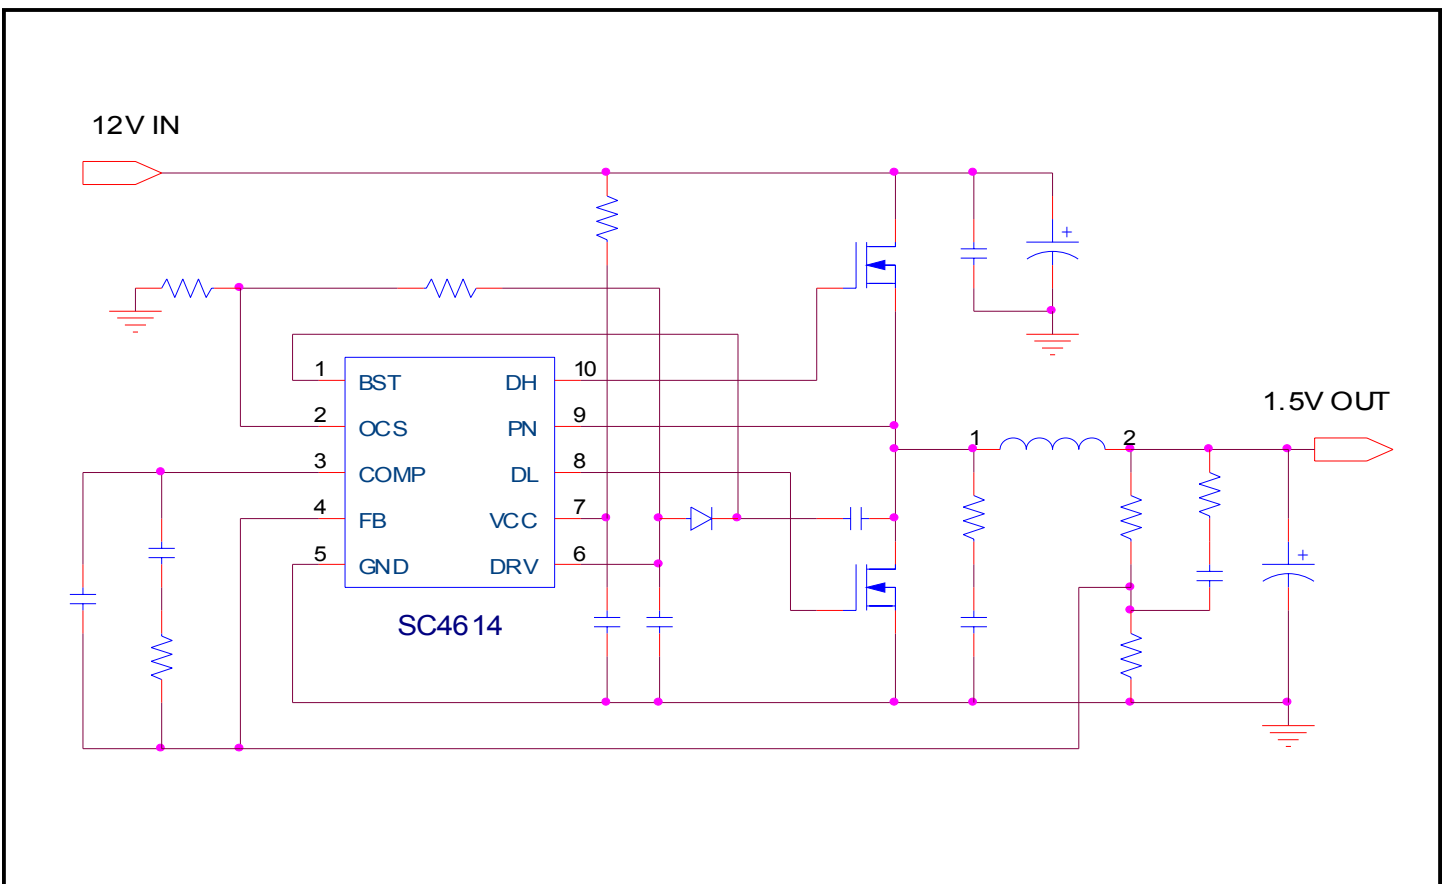 12V IN
1.5V OUT
1 BST DH 10
2 OCS PN 9
3 COMP DL 8
4 FB VCC 7
5 GND DRV 6
SC4614
1 2
+
+